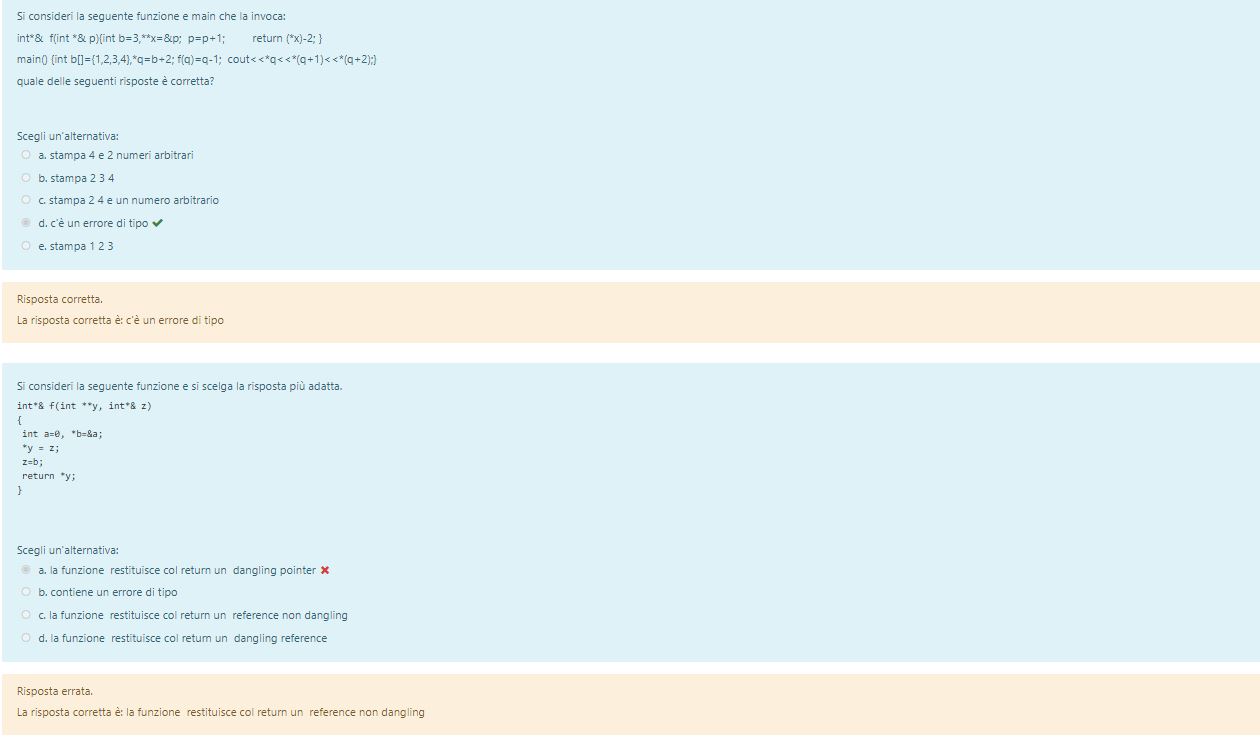 Si consideri la seguente funzione e main che la invoca:
int*& f(int *& p){int b=3,**x=&p; p=p+1; return (*x)-2; }
main() {int b[]={1,2,3,4},*q=b+2; f(q)=q-1; cout<<*q<<*(q+1)<<*(q+2);}
quale delle seguenti risposte è corretta?
Scegli un'alternativa:
a. stampa 4 e 2 numeri arbitrari
b. stampa 2 3 4
c. stampa 2 4 e un numero arbitrario
d. c'è un errore di tipo ✔
e. stampa 1 2 3
Risposta corretta.
La risposta corretta è: c'è un errore di tipo
Si consideri la seguente funzione e si scelga la risposta più adatta.
int*& f(int **y, int*& z)
{
int a=0, *b=&a;
*y = z;
z=b;
return *y;
}
Scegli un'alternativa:
a. la funzione restituisce col return un dangling pointer ✖
b. contiene un errore di tipo
c. la funzione restituisce col return un reference non dangling
d. la funzione restituisce col return un dangling reference
Risposta errata.
La risposta corretta è: la funzione restituisce col return un reference non dangling